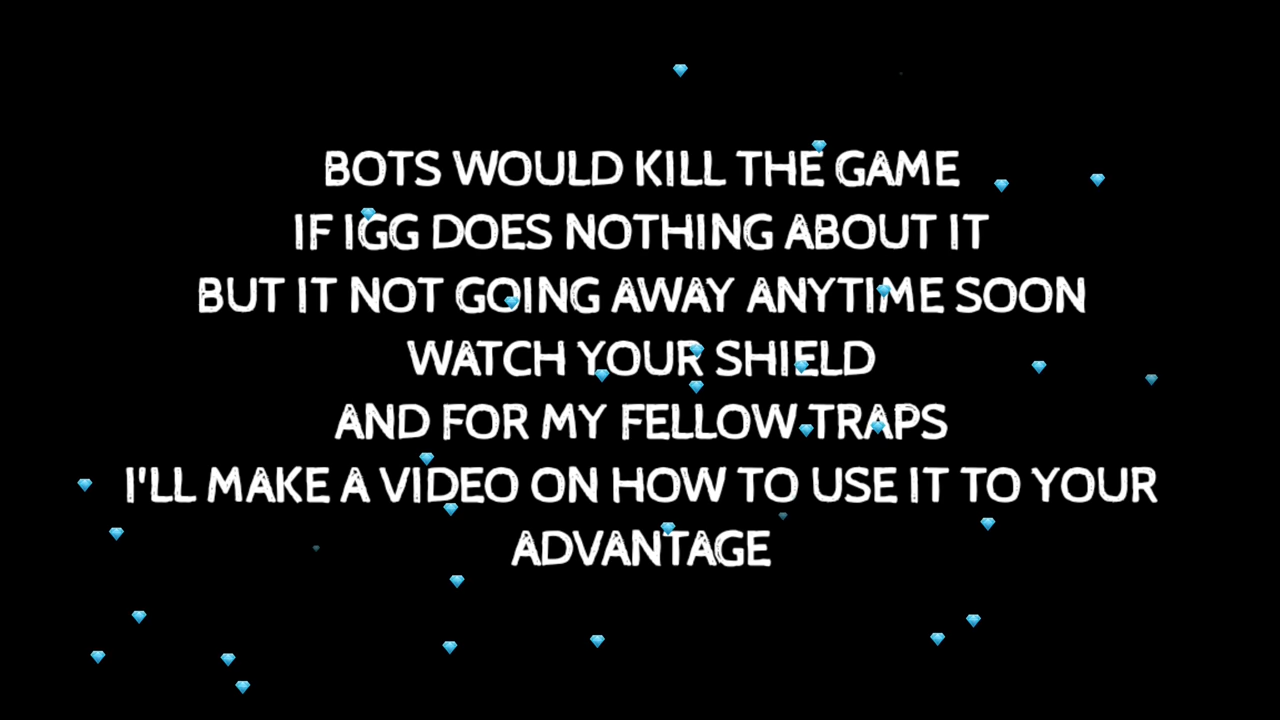 BOTS WOULD KILL THE GAME
IF IGG DOES NOTHING ABOUT IT
BUT IT NOT GOING AWAY ANYTIME SOON
WATCH YOUR SHIELD
AND FOR MY FELLOW TRAPS
I'LL MAKE A VIDEO ON HOW TO USE IT TO YOUR
ADVANTAGE